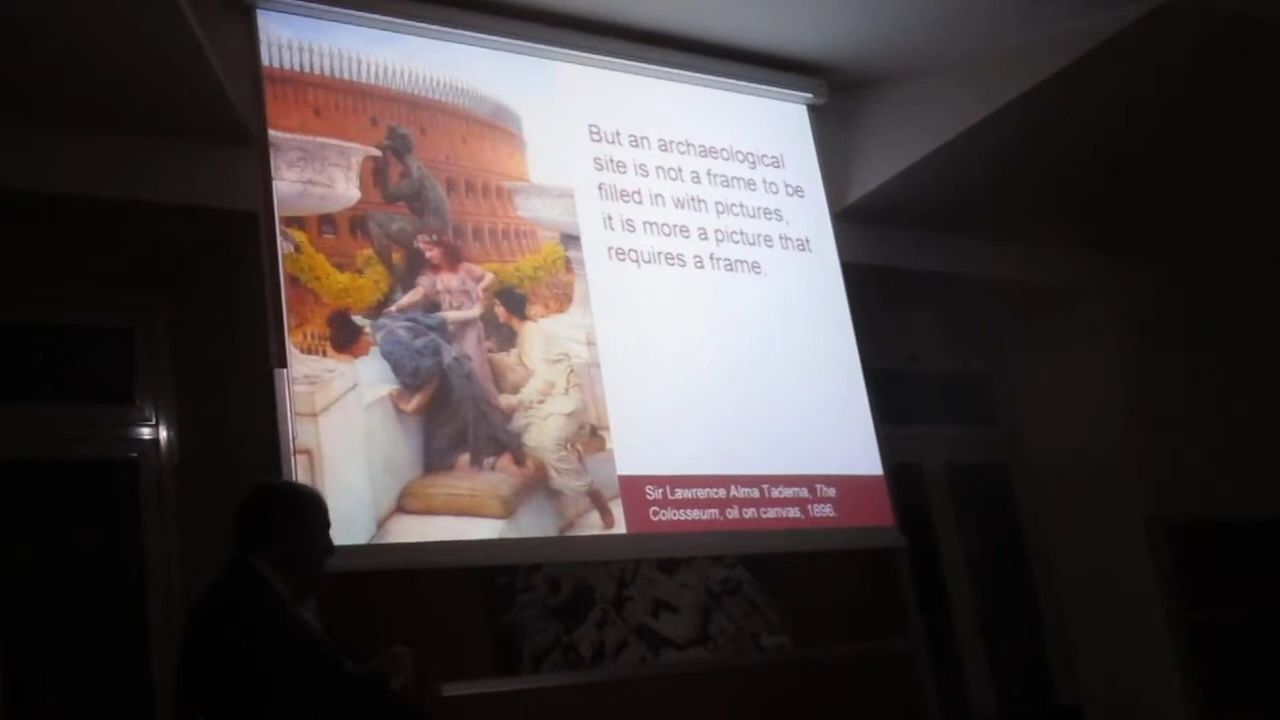 But an archaeological
site is not a frame to be
filled in with pictures,
it is more a picture that
requires a frame.
Sir Lawrence Alma Tadema, The
Colosseum, oil on canvas, 1896.